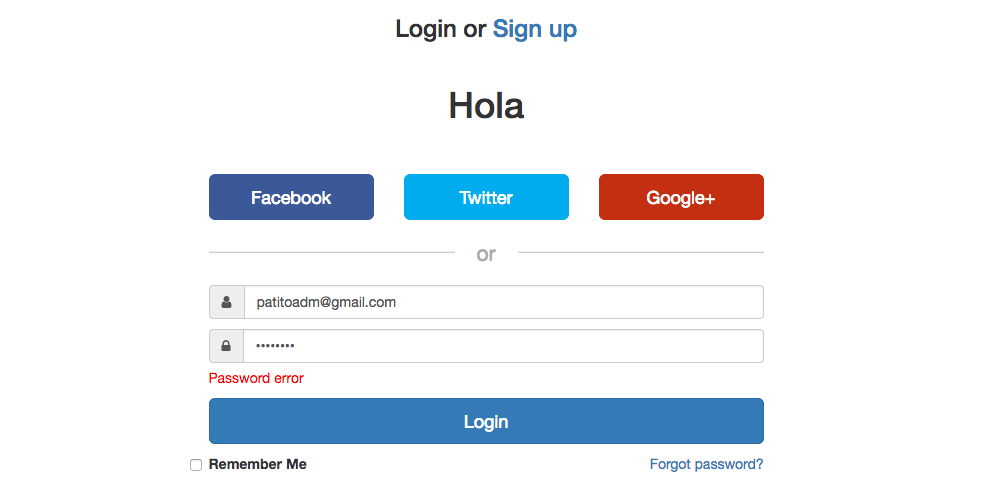 Login or Sign up
Hola
Facebook Twitter Google+
or
patitoadm@gmail.com
••••••••
Password error
Login
Remember Me Forgot password?